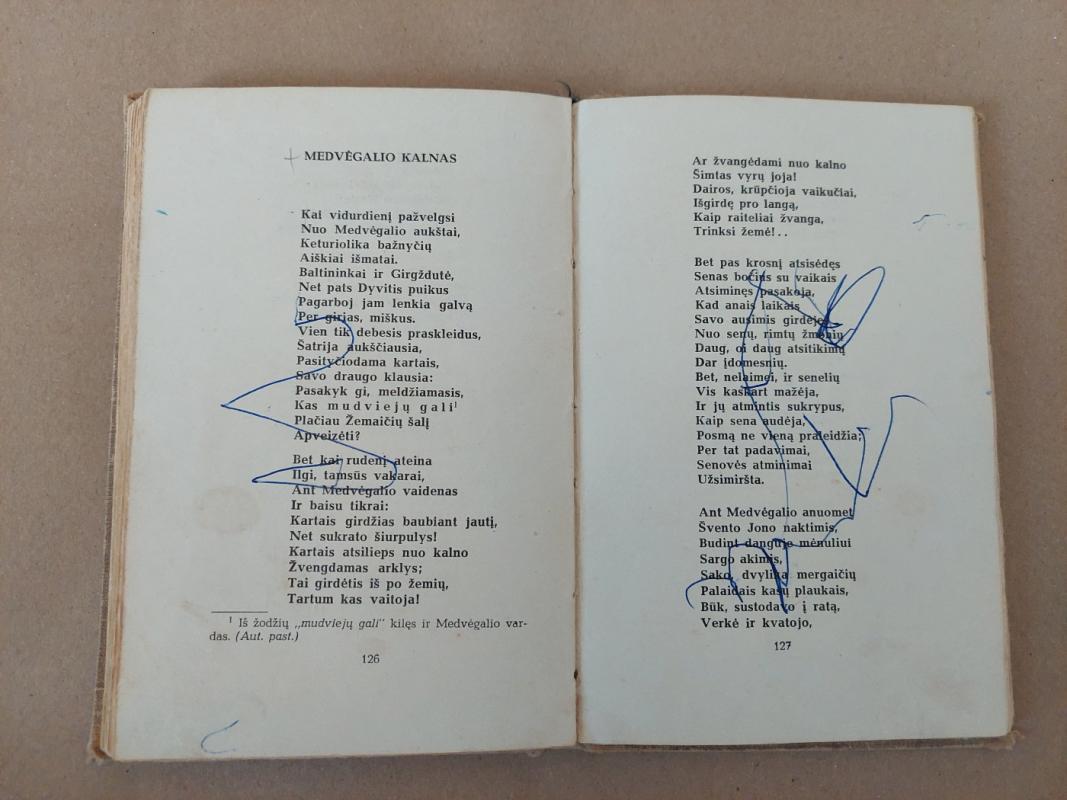 MEDVĖGALIO KALNAS
Kai vidurdienį pažvelgsi
Nuo Medvėgalio aukštai,
Keturiolika bažnyčių
Aiškiai išmatai.
Baltininkai ir Girgždutė,
Net pats Dyvitis puikus
Pagarboj jam lenkia galvą
Per girias, miškus.
Vien tik debesis praskleidus,
Šatrija aukščiausia,
Pasityčiodama kartais,
Savo draugo klausia:
Pasakyk gi, meldžiamasis,
Kas mudviejų gali¹
Plačiau Žemaičių šalį
Apveizėti?
Bet kai rudenį ateina
Ilgi, tamsūs vakarai,
Ant Medvėgalio vaidenas
Ir baisu tikrai:
Kartais girdžias baubiant jautį,
Net sukrato šiurpulys!
Kartais atsilieps nuo kalno
Žvengdamas arklys;
Tai girdėtis iš po žemių,
Tartum kas vaitoja!
¹ Iš žodžių „mudviejų gali" kilęs ir Medvėgalio var-
das. (Aut. past.)
126
Ar žvangėdami nuo kalno
Šimtas vyrų joja!
Dairos, krūpčioja vaikučiai,
Išgirdę pro langą,
Kaip raiteliai žvanga,
Trinksi žemė!..
Bet pas krosnį atsisėdęs
Senas bočius su vaikais
Atsiminęs pasakoja,
Kad anais laikais
Savo ausimis girdėjęs
Nuo senų, rimtų žmonių
Daug, oi daug atsitikimų
Dar įdomesnių.
Bet, nelaimei, ir senelių
Vis kaskart mažėja,
Ir jų atmintis sukrypus,
Kaip sena audėja,
Posmą ne vieną praleidžia;
Per tat padavimai,
Senovės atminimai
Užsimiršta.
Ant Medvėgalio anuomet
Švento Jono naktimis,
Budint danguje mėnuliui
Sargo akimis,
Sako, dvylika mergaičių
Palaidais kasų plaukais,
Būk, sustodavo į ratą,
Verkė ir kvatojo,
127